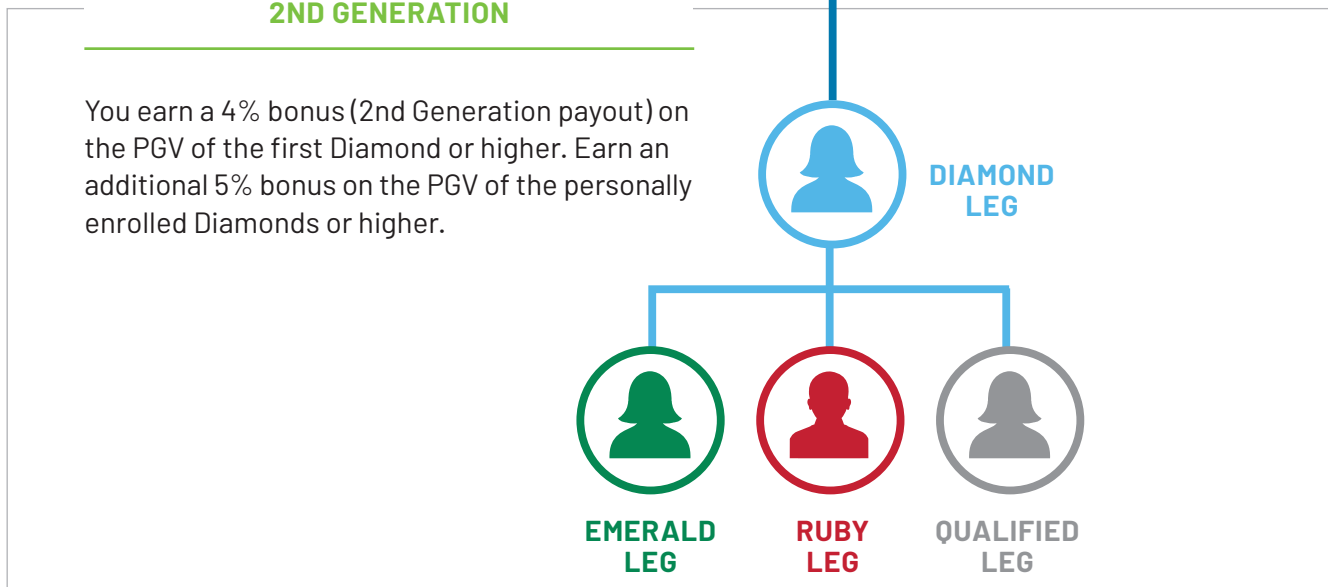 2ND GENERATION
You earn a 4% bonus (2nd Generation payout) on
the PGV of the first Diamond or higher. Earn an
additional 5% bonus on the PGV of the personally
enrolled Diamonds or higher.
DIAMOND
LEG
EMERALD
LEG
RUBY
LEG
QUALIFIED
LEG